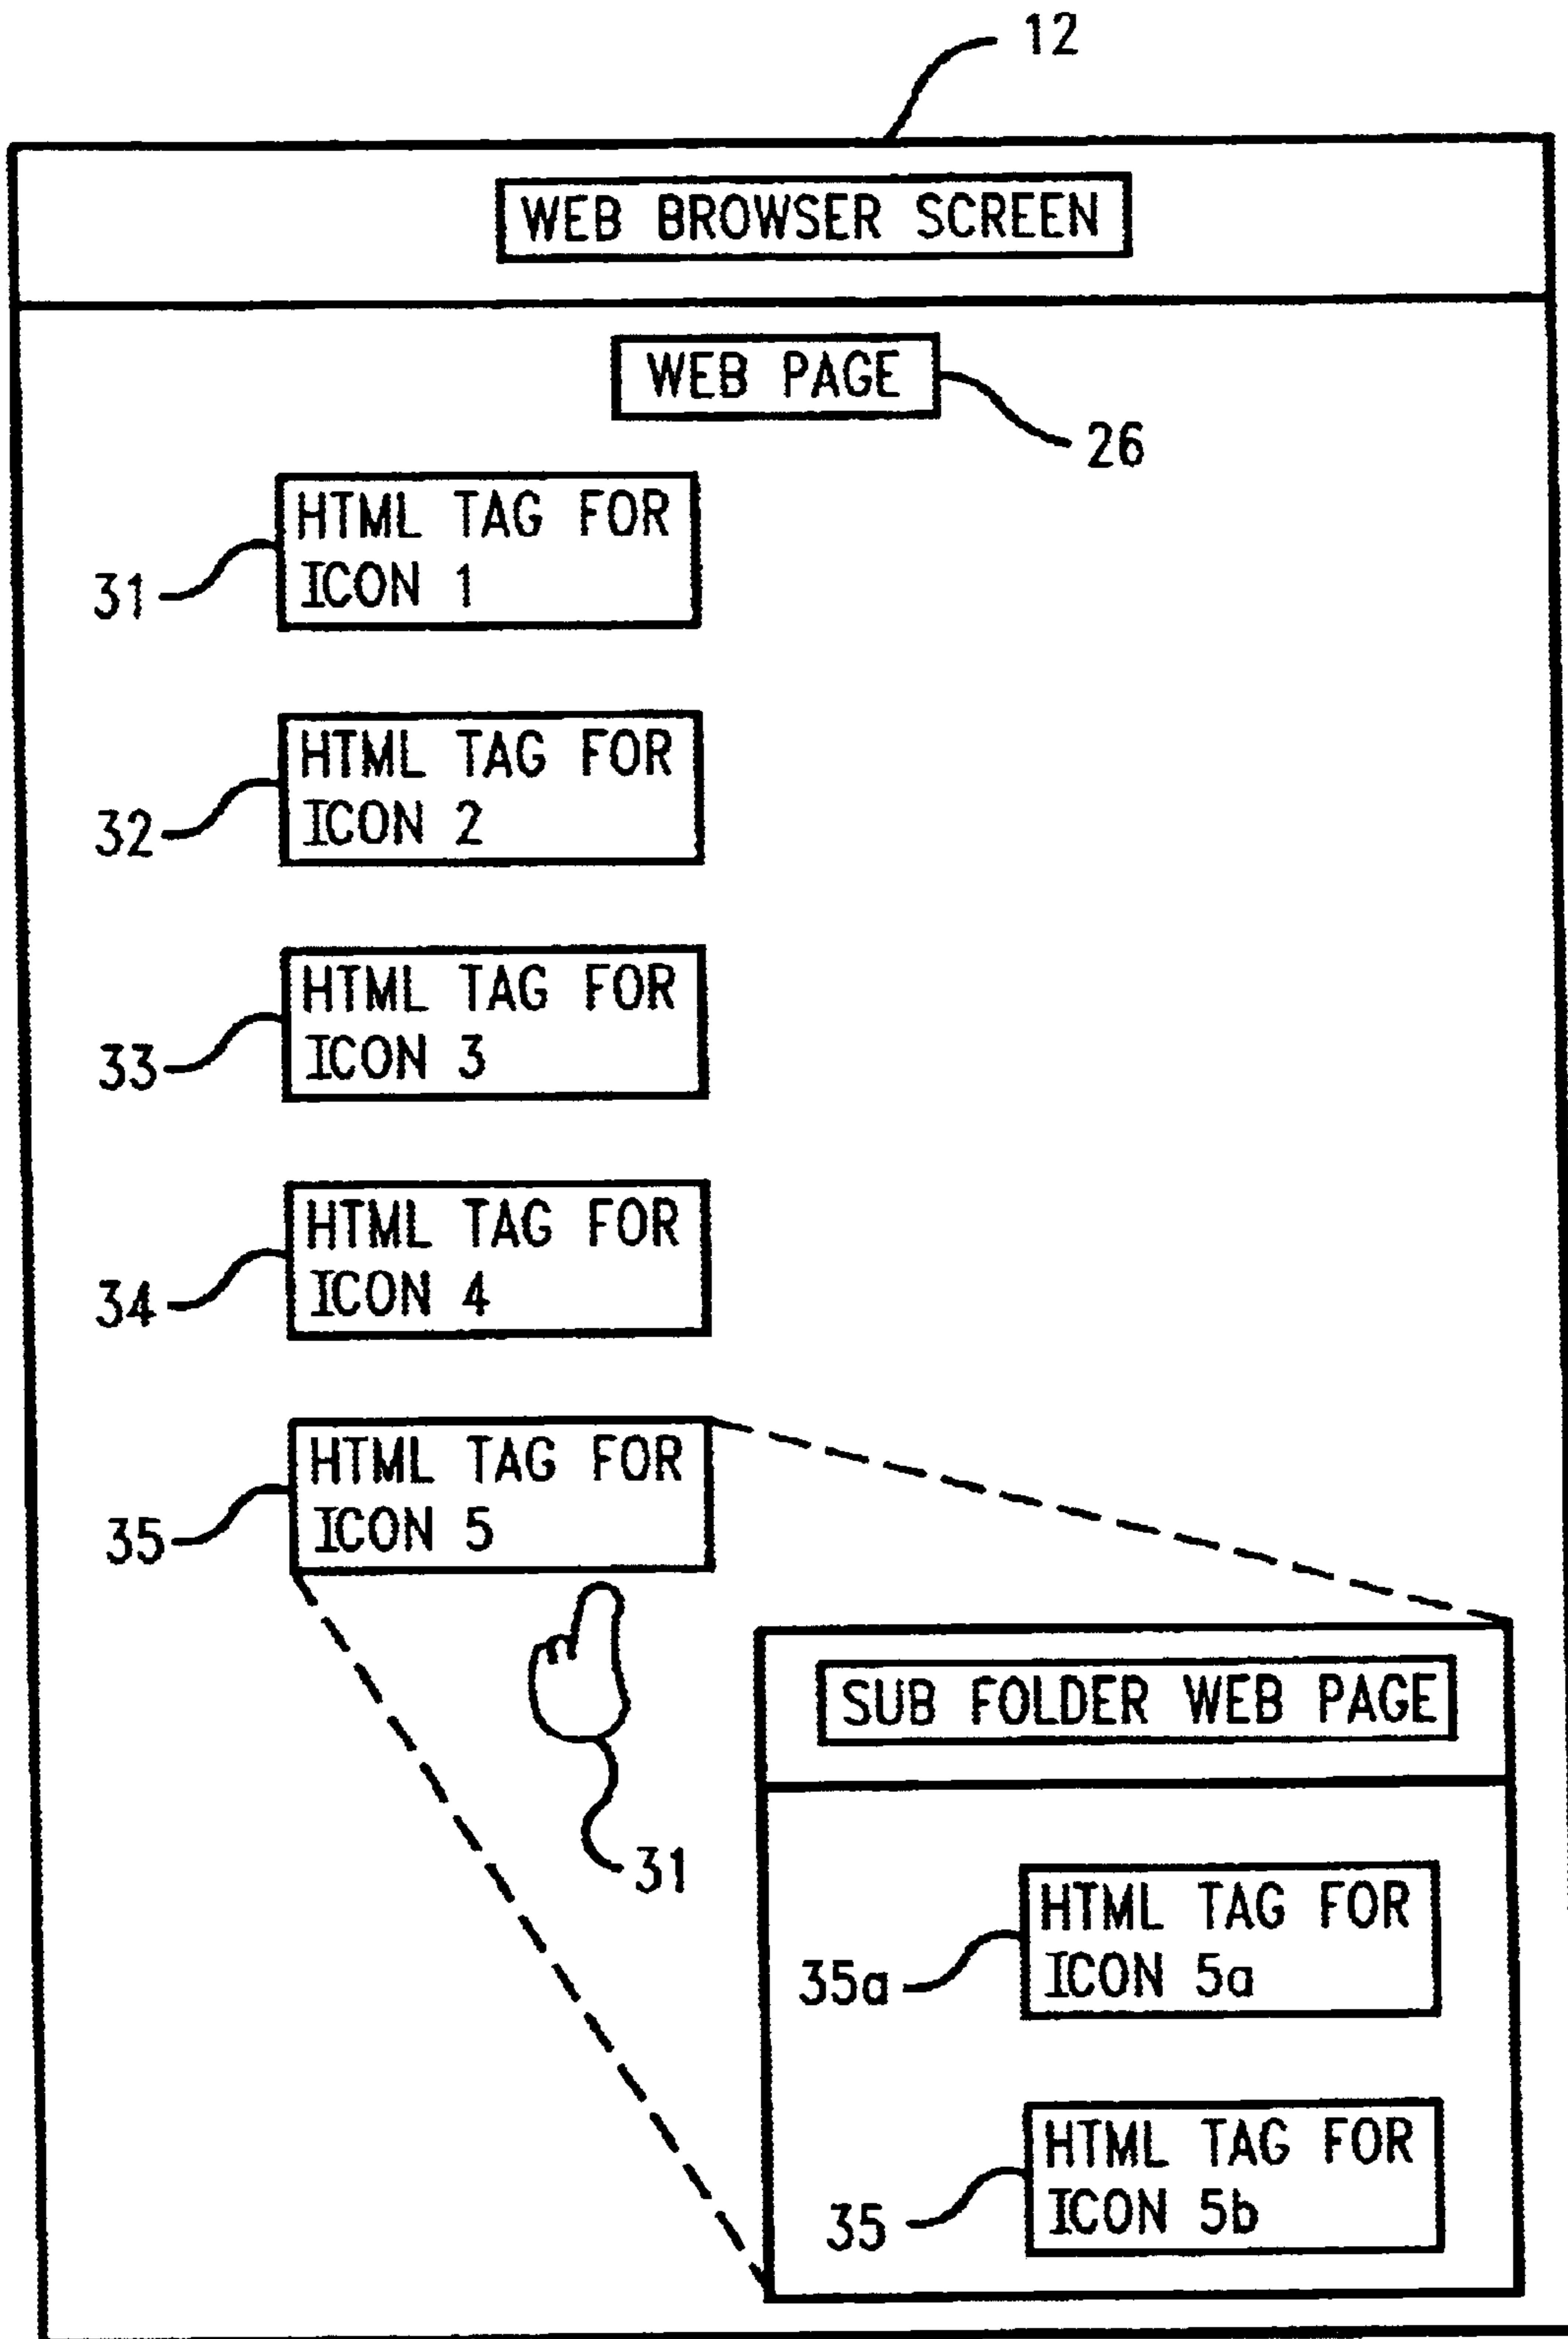 12
WEB BROWSER SCREEN
WEB PAGE
26
HTML TAG FOR
ICON 1
31
HTML TAG FOR
ICON 2
32
HTML TAG FOR
ICON 3
33
HTML TAG FOR
ICON 4
34
HTML TAG FOR
ICON 5
35
31
SUB FOLDER WEB PAGE
HTML TAG FOR
ICON 5a
35a
HTML TAG FOR
ICON 5b
35